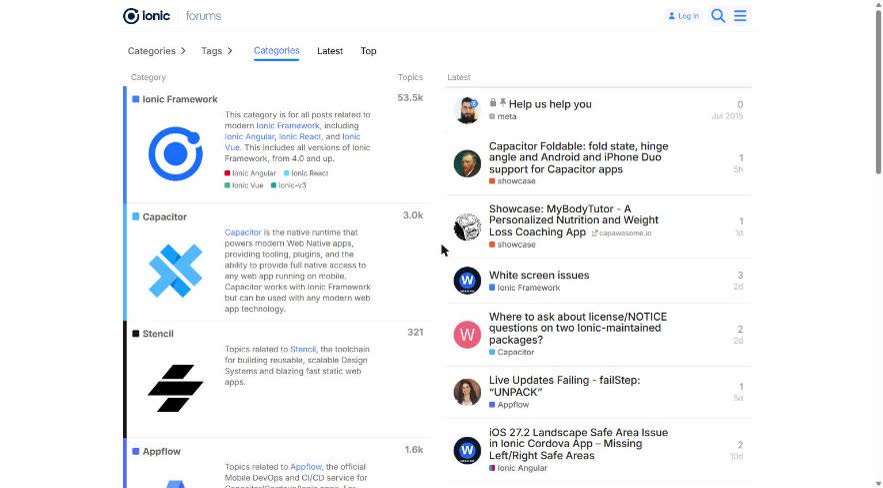 ionic forums Log In
Categories > Tags > Categories Latest Top
Category Topics
Ionic Framework 53.5k
This category is for all posts related to
modern Ionic Framework, including
Ionic Angular, Ionic React, and Ionic
Vue. This includes all versions of Ionic
Framework, from 4.0 and up.
Ionic Angular Ionic React
Ionic Vue ionic-v3
Capacitor 3.0k
Capacitor is the native runtime that
powers modern Web Native apps,
providing tooling, plugins, and the
ability to provide full native access to
any web app running on mobile.
Capacitor works with Ionic Framework
but can be used with any modern web
app technology.
Stencil 321
Topics related to Stencil, the toolchain
for building reusable, scalable Design
Systems and blazing fast static web
apps.
Appflow 1.6k
Topics related to Appflow, the official
Mobile DevOps and CI/CD service for
Capacitor/Cordova/Ionic apps. For
Latest
Help us help you 0
meta Jul 2015
Capacitor Foldable: fold state, hinge
angle and Android and iPhone Duo 1
support for Capacitor apps 5h
showcase
Showcase: MyBodyTutor - A
Personalized Nutrition and Weight 1
Loss Coaching App capawesome.io 1d
showcase
White screen issues 3
Ionic Framework 2d
W
Where to ask about license/NOTICE
questions on two Ionic-maintained 2
packages? 2d
Capacitor
W
Live Updates Failing - failStep: 1
"UNPACK" 5d
Appflow
iOS 27.2 Landscape Safe Area Issue
in Ionic Cordova App – Missing 2
Left/Right Safe Areas 10d
Ionic Angular
W